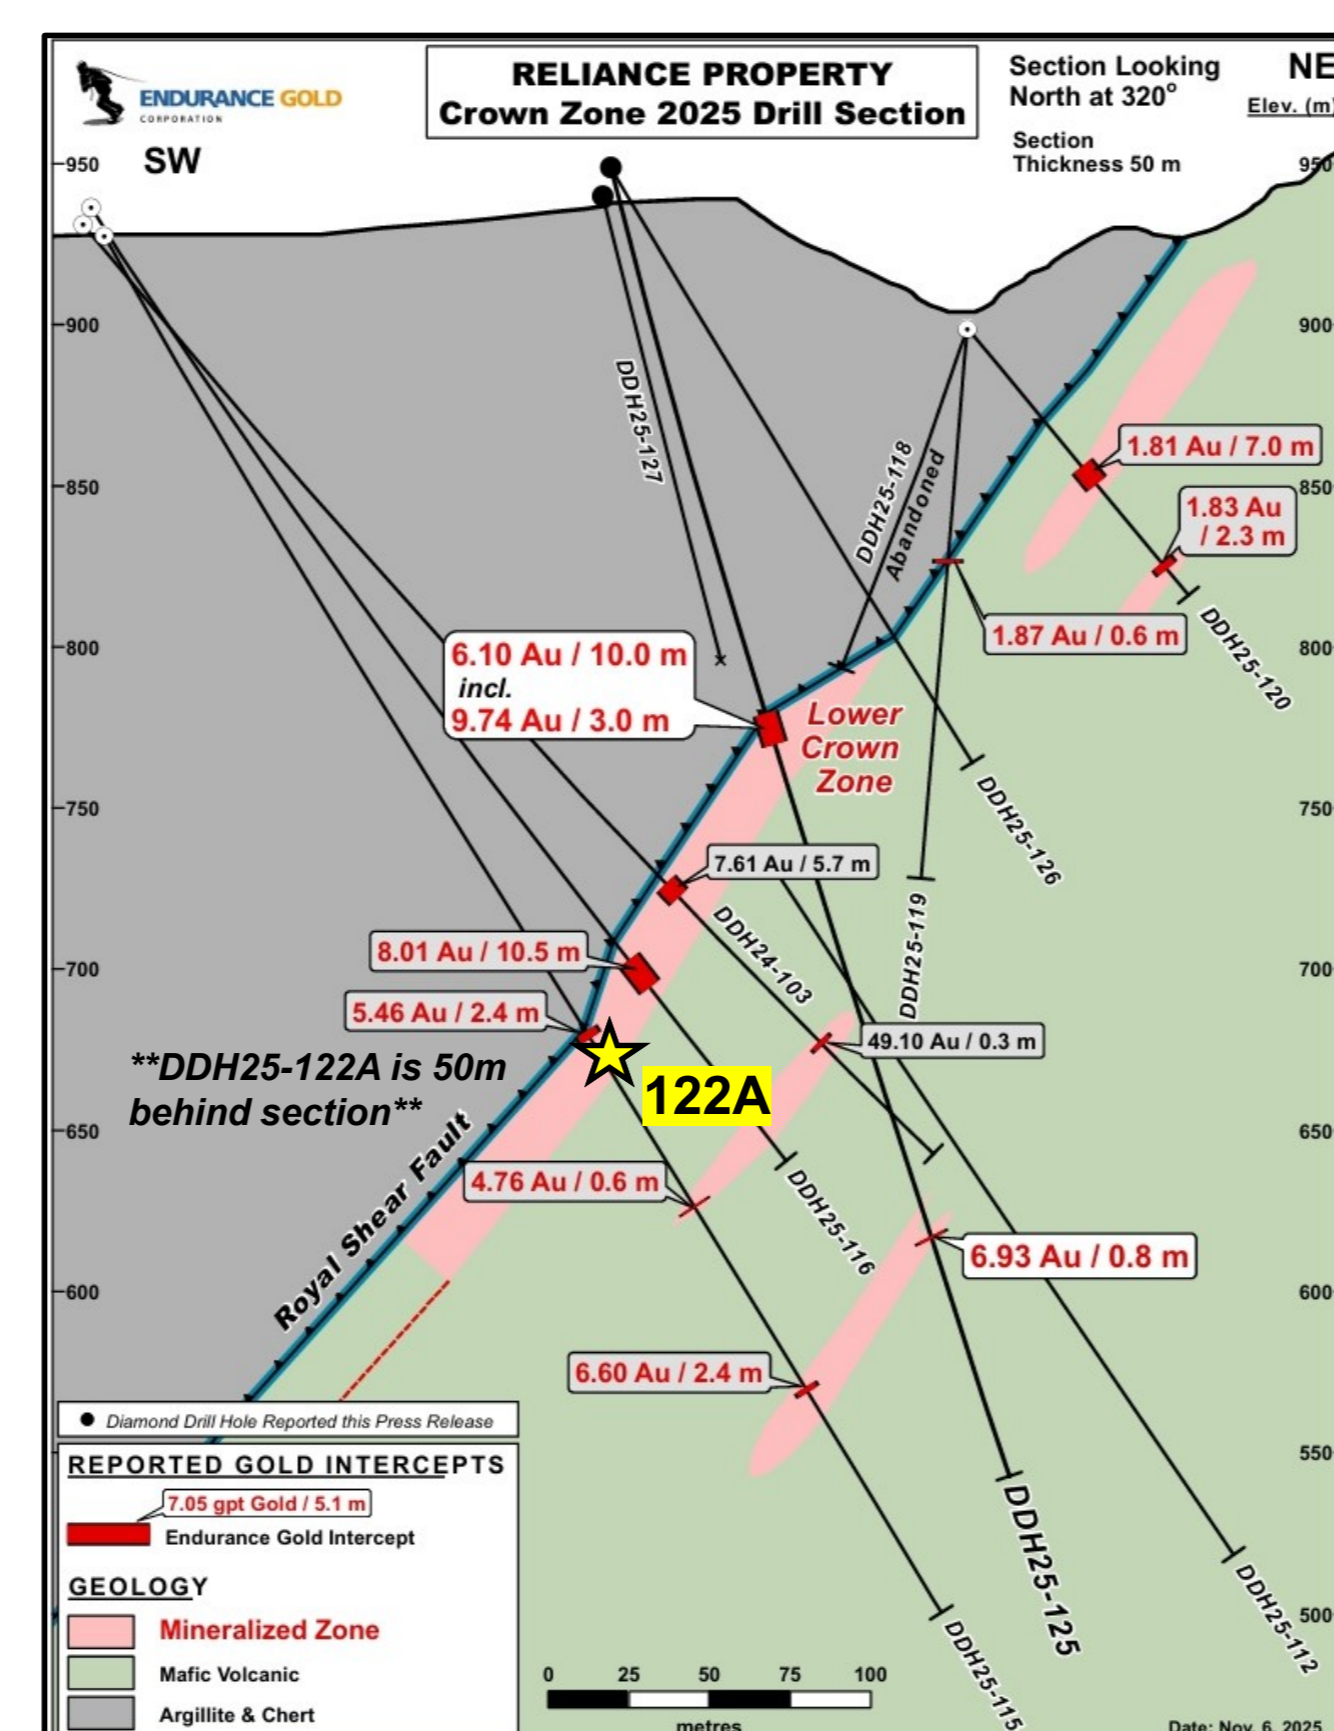 ENDURANCE GOLD
CORPORATION
RELIANCE PROPERTY
Crown Zone 2025 Drill Section
Section Looking
North at 320°
Section
Thickness 50 m
NE
Elev. (m)
SW
950
950
900
900
850
850
800
800
750
750
700
700
650
650
600
600
550
500
DDH25-127
DDH25-118
Abandoned
1.81 Au / 7.0 m
1.83 Au
/ 2.3 m
1.87 Au / 0.6 m
DDH25-120
6.10 Au / 10.0 m
incl.
9.74 Au / 3.0 m
Lower
Crown
Zone
DDH25-126
7.61 Au / 5.7 m
DDH25-119
DDH24-103
8.01 Au / 10.5 m
5.46 Au / 2.4 m
49.10 Au / 0.3 m
**DDH25-122A is 50m
behind section**
122A
Royal Shear Fault
4.76 Au / 0.6 m
DDH25-116
6.93 Au / 0.8 m
6.60 Au / 2.4 m
DDH25-125
DDH25-112
DDH25-115
Diamond Drill Hole Reported this Press Release
REPORTED GOLD INTERCEPTS
7.05 gpt Gold / 5.1 m
Endurance Gold Intercept
GEOLOGY
Mineralized Zone
Mafic Volcanic
Argillite & Chert
0 25 50 75 100
metres
Date: Nov. 6, 2025